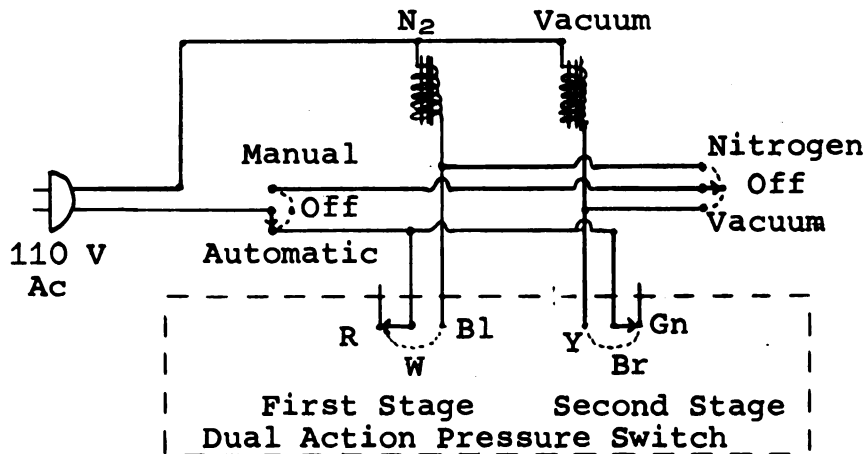 N2 Vacuum
Nitrogen
Manual
Off
Off
Vacuum
Automatic
110 V
Ac
R Bl Y Gn
W Br
First Stage Second Stage
Dual Action Pressure Switch